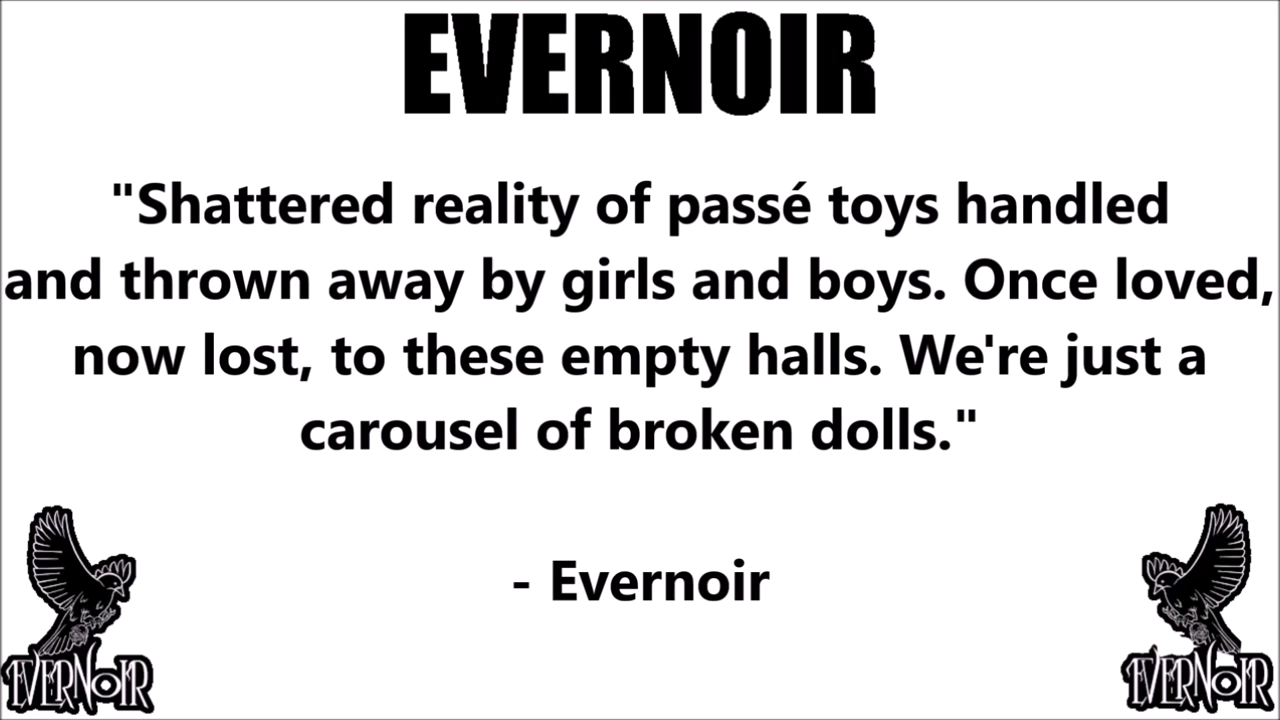 EVERNOIR
"Shattered reality of passé toys handled
and thrown away by girls and boys. Once loved,
now lost, to these empty halls. We're just a
carousel of broken dolls."
- Evernoir
EVERNOIR
EVERNOIR